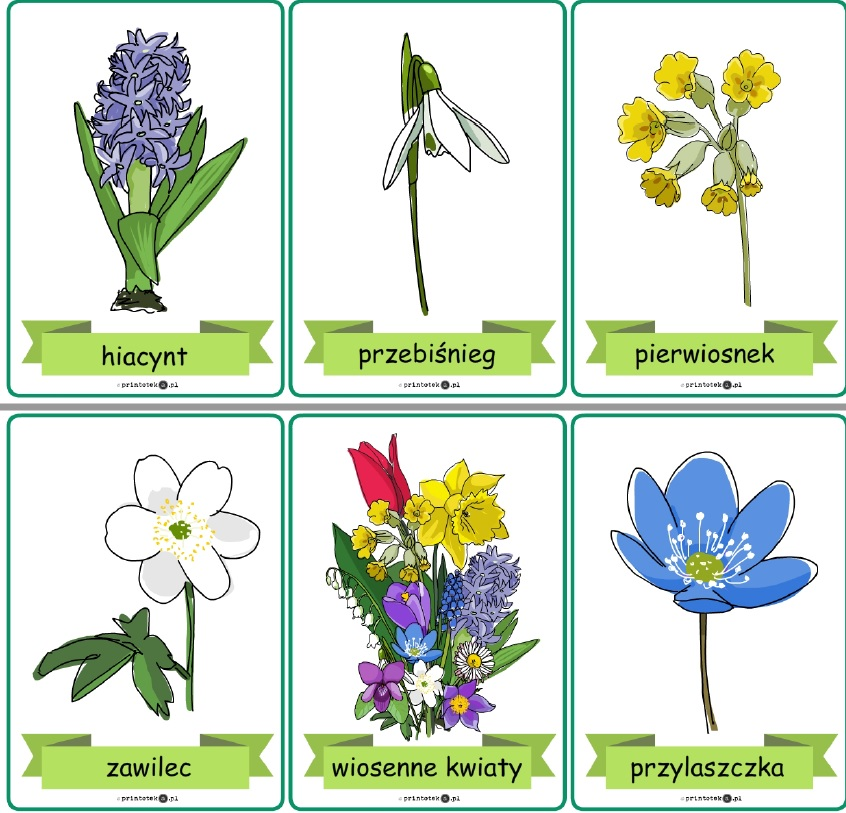 hiacynt
przebiśnieg
pierwiosnek
© printotek a .pl
© printotek a .pl
© printotek a .pl
zawilec
wiosenne kwiaty
przylaszczka
© printotek a .pl
© printotek a .pl
© printotek a .pl